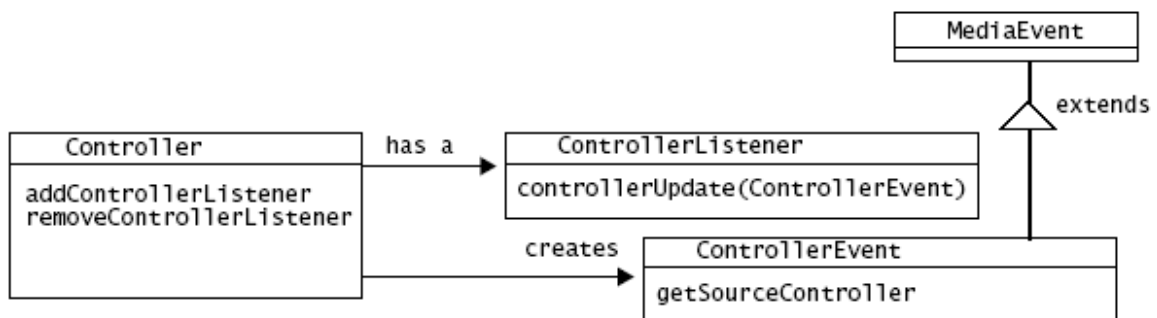 MediaEvent
extends
Controller
addControllerListener
removeControllerListener
has a
ControllerListener
controllerUpdate(ControllerEvent)
creates
ControllerEvent
getSourceController